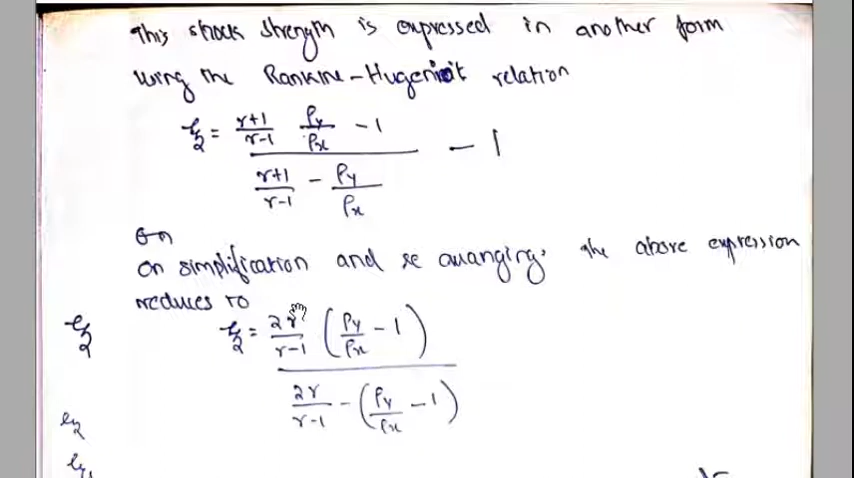 This shock strength is expressed in another form
using the Rankine-Hugoniot relation
ξ = (γ+1/γ-1 ρy/ρx - 1) / (γ+1/γ-1 - ρy/ρx) - 1
on
on simplification and re arranging, the above expression
reduces to
ξ = 2γ/γ-1 (ρy/ρx - 1) / (2γ/γ-1 - (ρy/ρx - 1))
ξ